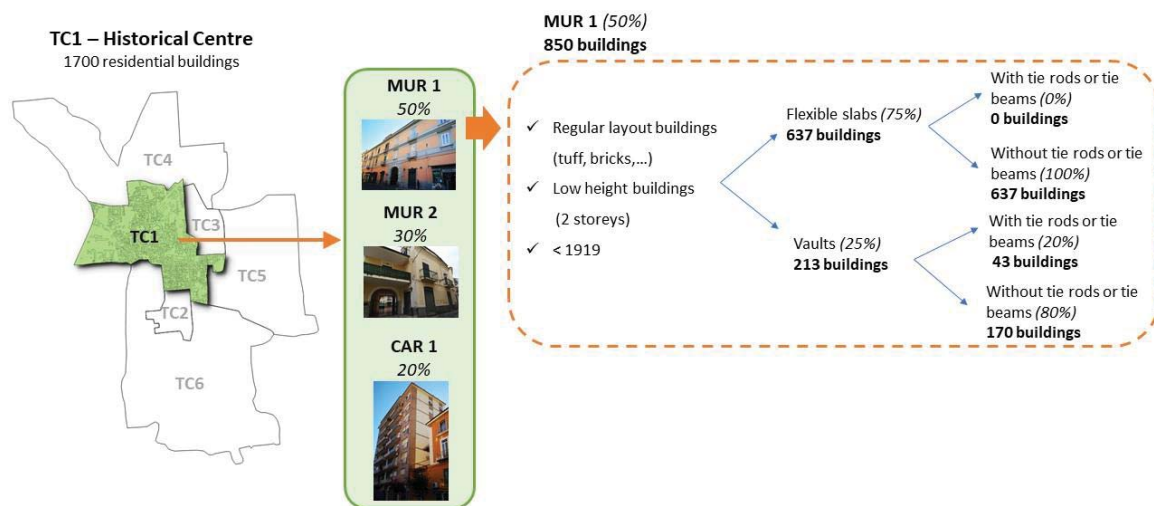 TC1 – Historical Centre
1700 residential buildings
TC4
TC1
TC3
TC5
TC2
TC6
MUR 1
50%
MUR 2
30%
CAR 1
20%
MUR 1 (50%)
850 buildings
✓ Regular layout buildings
(tuff, bricks,...)
✓ Low height buildings
(2 storeys)
✓ < 1919
Flexible slabs (75%)
637 buildings
Vaults (25%)
213 buildings
With tie rods or tie
beams (0%)
0 buildings
Without tie rods or tie
beams (100%)
637 buildings
With tie rods or tie
beams (20%)
43 buildings
Without tie rods or tie
beams (80%)
170 buildings